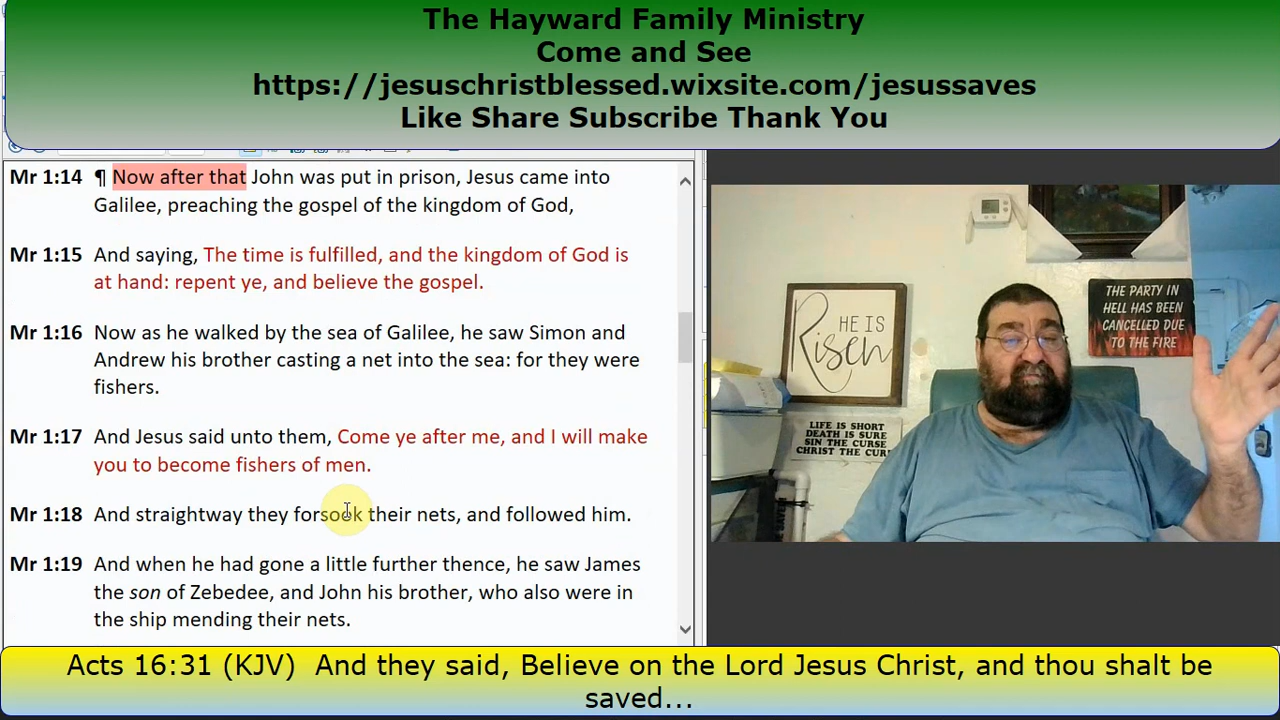 The Hayward Family Ministry
Come and See
https://jesuschristblessed.wixsite.com/jesussaves
Like Share Subscribe Thank You
Mr 1:14 ¶ Now after that John was put in prison, Jesus came into
Galilee, preaching the gospel of the kingdom of God,
Mr 1:15 And saying, The time is fulfilled, and the kingdom of God is
at hand: repent ye, and believe the gospel.
Mr 1:16 Now as he walked by the sea of Galilee, he saw Simon and
Andrew his brother casting a net into the sea: for they were
fishers.
Mr 1:17 And Jesus said unto them, Come ye after me, and I will make
you to become fishers of men.
Mr 1:18 And straightway they forsook their nets, and followed him.
Mr 1:19 And when he had gone a little further thence, he saw James
the son of Zebedee, and John his brother, who also were in
the ship mending their nets.
HE IS
Risen
THE PARTY IN
HELL HAS BEEN
CANCELLED DUE
TO THE FIRE
LIFE IS SHORT
DEATH IS SURE
SIN THE CURSE
CHRIST THE CUR
Acts 16:31 (KJV) And they said, Believe on the Lord Jesus Christ, and thou shalt be
saved...